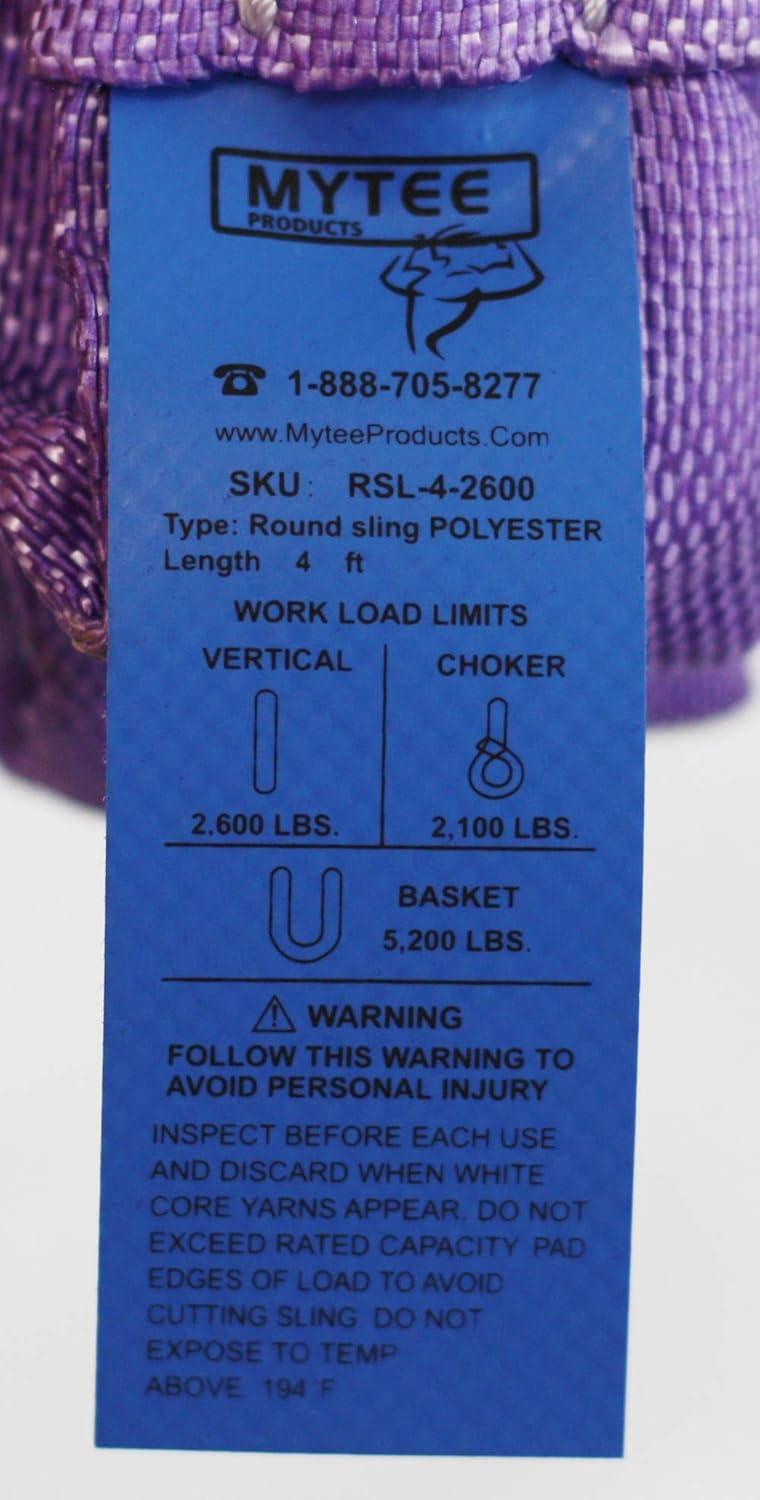 MYTEE
PRODUCTS
1-888-705-8277
www.MyteeProducts.Com
SKU: RSL-4-2600
Type: Round sling POLYESTER
Length 4 ft
WORK LOAD LIMITS
VERTICAL CHOKER
2,600 LBS. 2,100 LBS.
BASKET
5,200 LBS.
WARNING
FOLLOW THIS WARNING TO
AVOID PERSONAL INJURY
INSPECT BEFORE EACH USE
AND DISCARD WHEN WHITE
CORE YARNS APPEAR. DO NOT
EXCEED RATED CAPACITY PAD
EDGES OF LOAD TO AVOID
CUTTING SLING DO NOT
EXPOSE TO TEMP
ABOVE 194 F